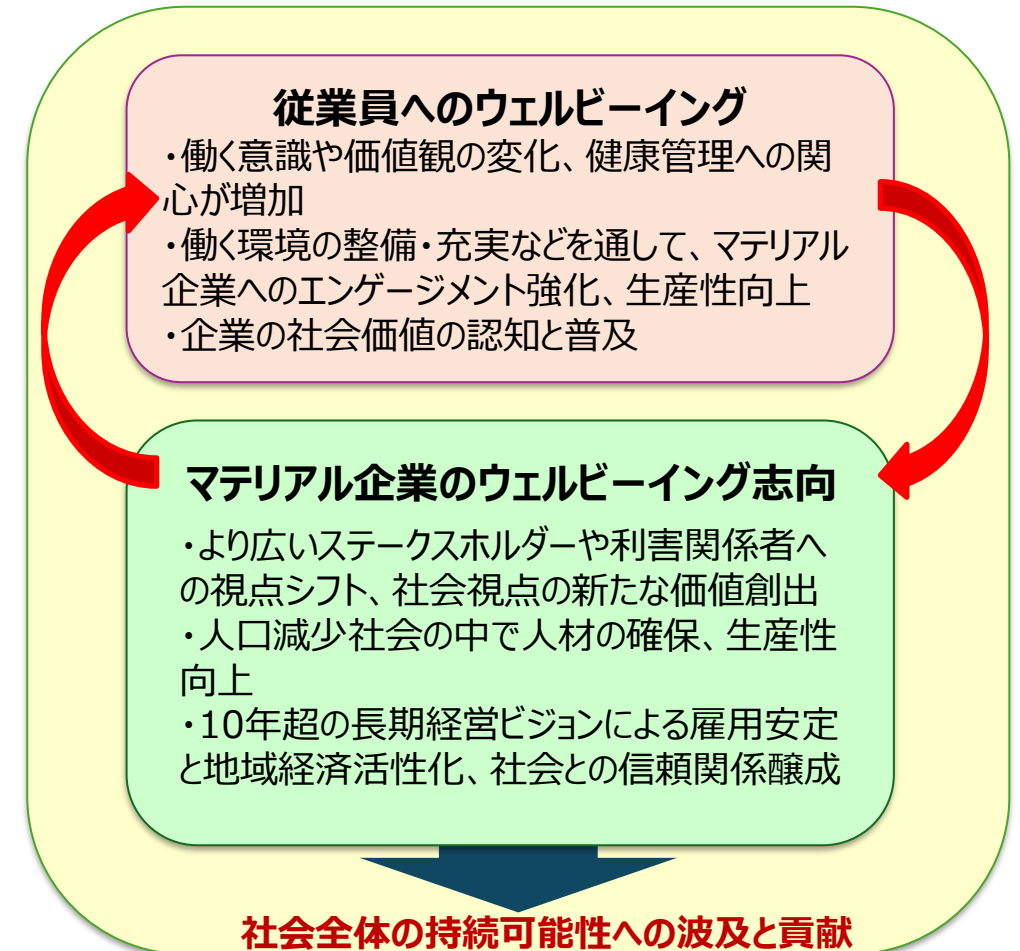 従業員へのウェルビーイング
・働く意識や価値観の変化、健康管理への関
心が増加
・働く環境の整備・充実などを通して、マテリアル
企業へのエンゲージメント強化、生産性向上
・企業の社会価値の認知と普及
マテリアル企業のウェルビーイング志向
・より広いステークスホルダーや利害関係者へ
の視点シフト、社会視点の新たな価値創出
・人口減少社会の中で人材の確保、生産性
向上
・10年超の長期経営ビジョンによる雇用安定
と地域経済活性化、社会との信頼関係醸成
社会全体の持続可能性への波及と貢献